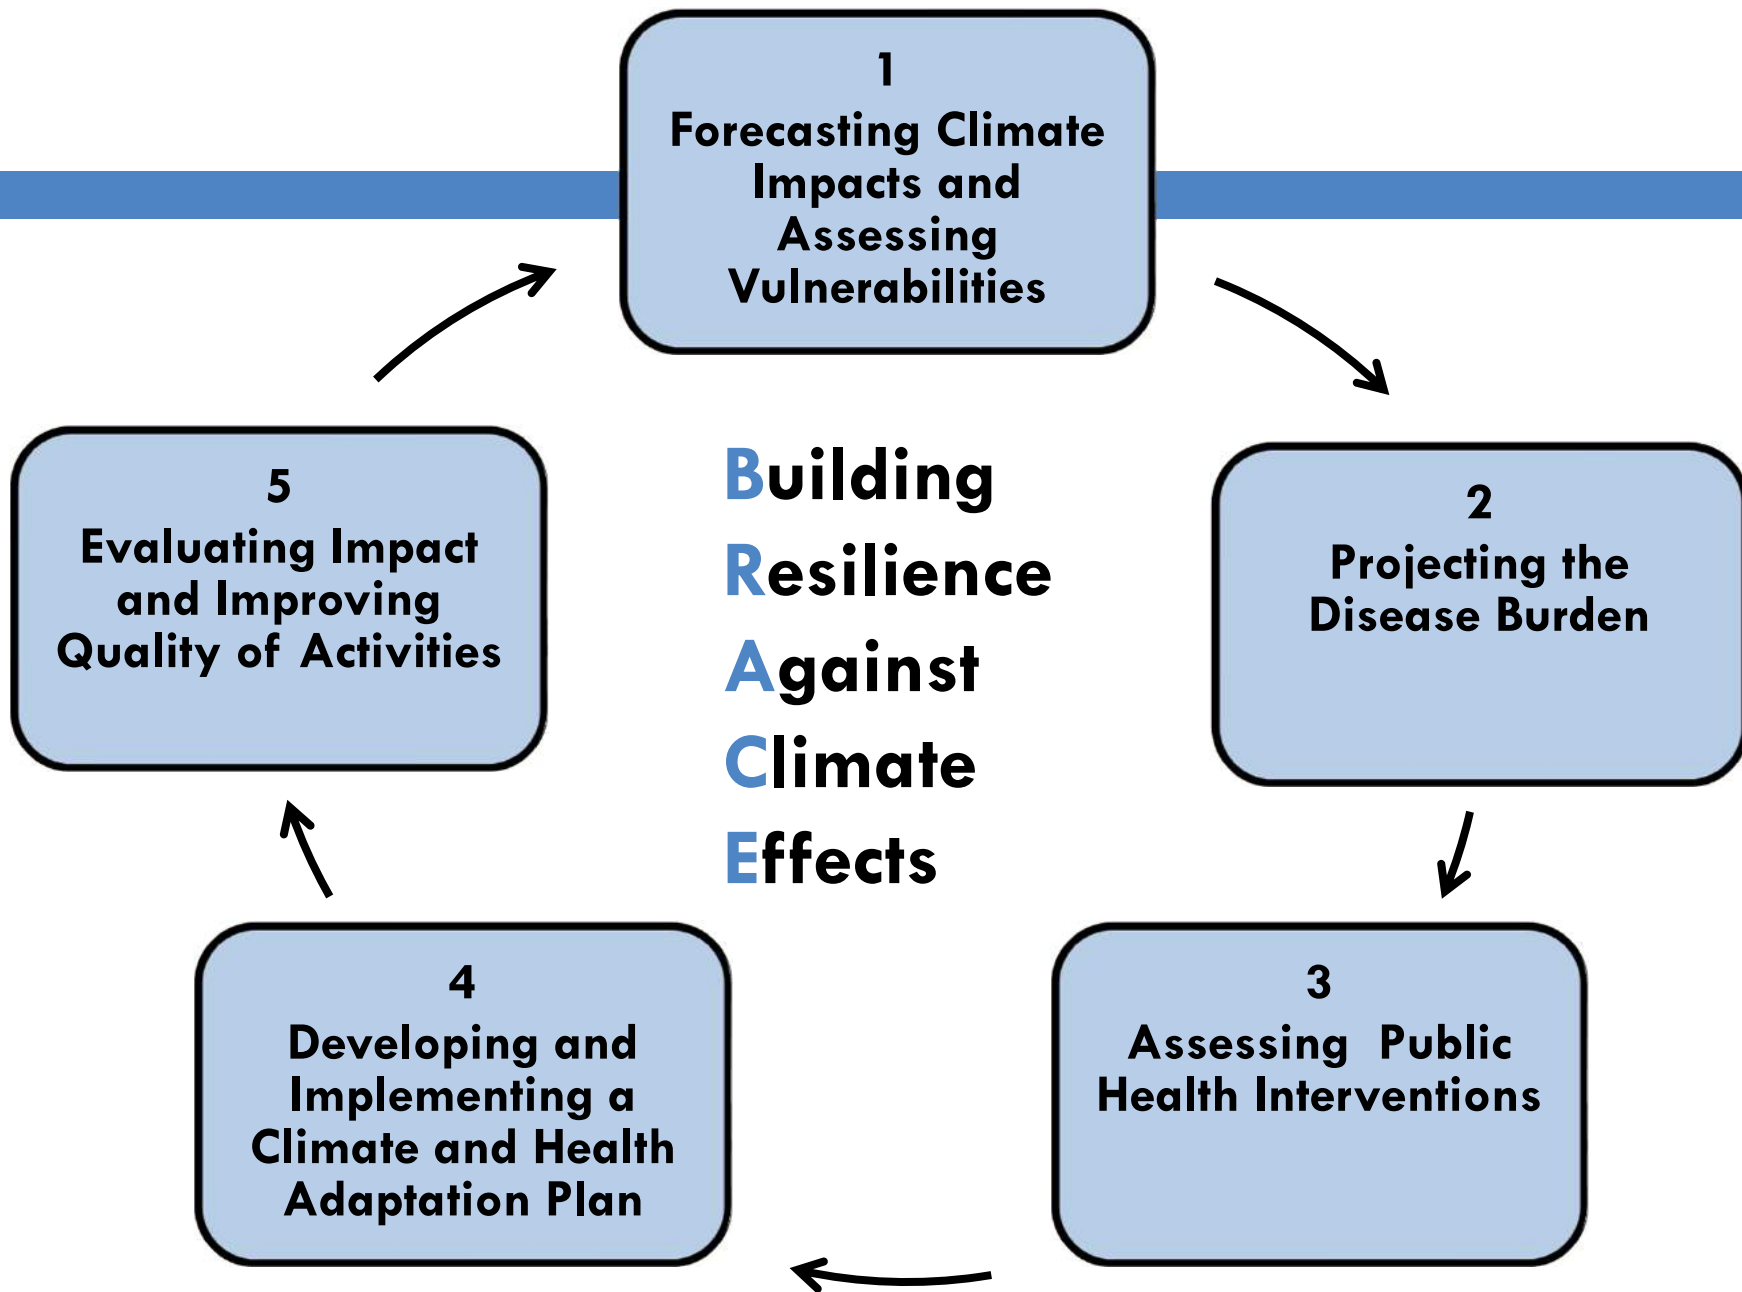 1
Forecasting Climate
Impacts and
Assessing
Vulnerabilities
2
Projecting the
Disease Burden
3
Assessing  Public
Health Interventions
4
Developing and
Implementing a
Climate and Health
Adaptation Plan
5
Evaluating Impact
and Improving
Quality of Activities
Building
Resilience
Against
Climate
Effects